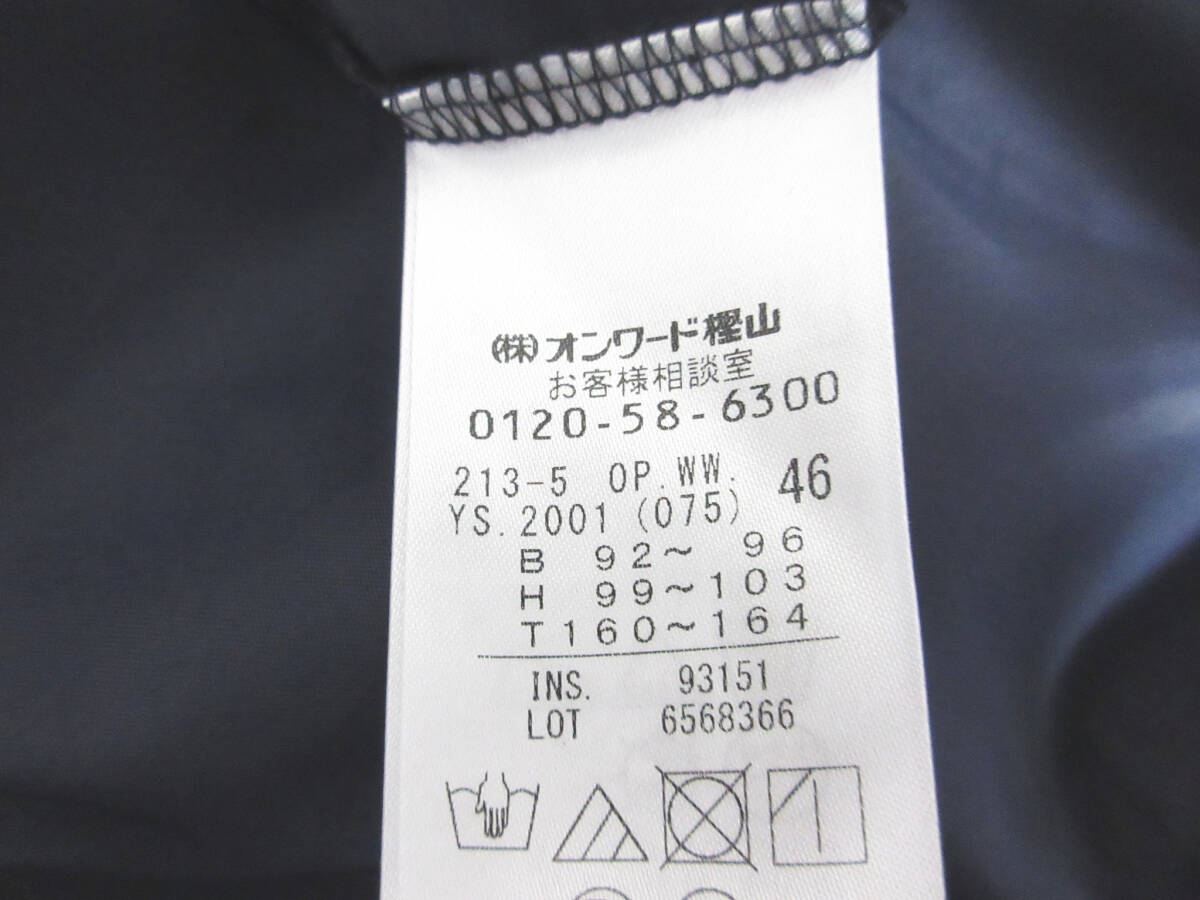 (株)オンワード樫山
お客様相談室
0120-58-6300
213-5 OP.WW. 46
YS.2001 (075)
B 92～ 96
H 99～103
T160～164
INS. 93151
LOT 6568366